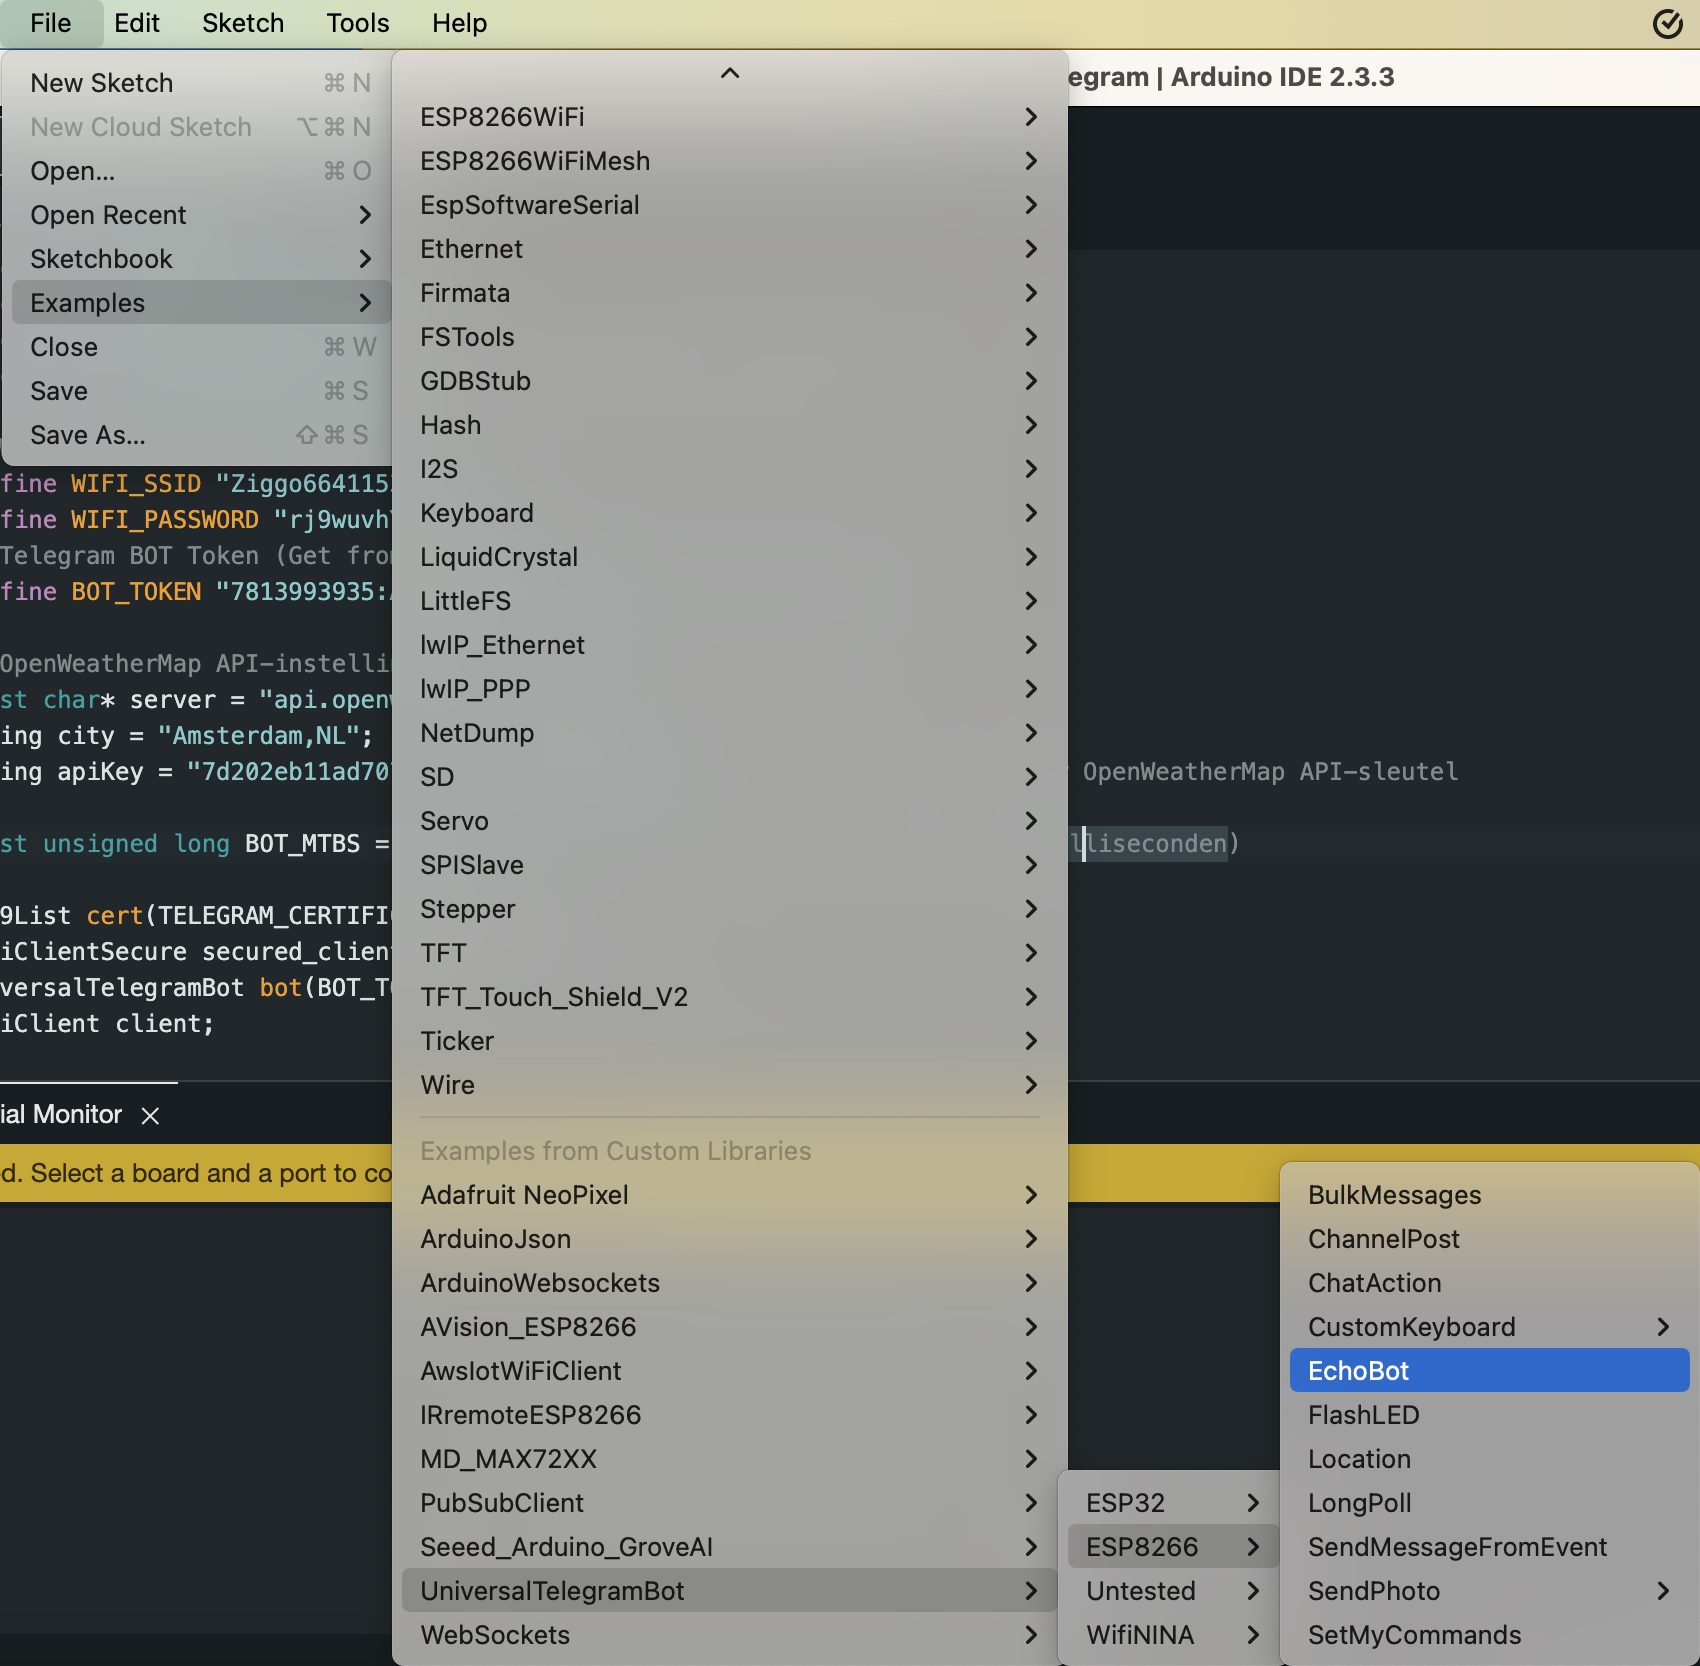 File Edit Sketch Tools Help
egram | Arduino IDE 2.3.3
New Sketch ⌘ N
New Cloud Sketch ⌥ ⌘ N
Open... ⌘ O
Open Recent
Sketchbook
Examples
Close ⌘ W
Save ⌘ S
Save As... ⇧ ⌘ S
ESP8266WiFi
ESP8266WiFiMesh
EspSoftwareSerial
Ethernet
Firmata
FSTools
GDBStub
Hash
I2S
Keyboard
LiquidCrystal
LittleFS
lwIP_Ethernet
lwIP_PPP
NetDump
SD
Servo
SPISlave
Stepper
TFT
TFT_Touch_Shield_V2
Ticker
Wire
Examples from Custom Libraries
Adafruit NeoPixel
ArduinoJson
ArduinoWebsockets
AVision_ESP8266
AwsIotWiFiClient
IRremoteESP8266
MD_MAX72XX
PubSubClient
Seeed_Arduino_GroveAI
UniversalTelegramBot
WebSockets
ESP32
ESP8266
Untested
WifiNINA
BulkMessages
ChannelPost
ChatAction
CustomKeyboard
EchoBot
FlashLED
Location
LongPoll
SendMessageFromEvent
SendPhoto
SetMyCommands
fine WIFI_SSID "Ziggo664115
fine WIFI_PASSWORD "rj9wuvh
Telegram BOT Token (Get fro
fine BOT_TOKEN "7813993935:
OpenWeatherMap API-instelli
st char* server = "api.open
ing city = "Amsterdam,NL";
ing apiKey = "7d202eb11ad70 OpenWeatherMap API-sleutel
st unsigned long BOT_MTBS = lliseconden)
9List cert(TELEGRAM_CERTIFI
iClientSecure secured_clien
versalTelegramBot bot(BOT_T
iClient client;
ial Monitor
d. Select a board and a port to co